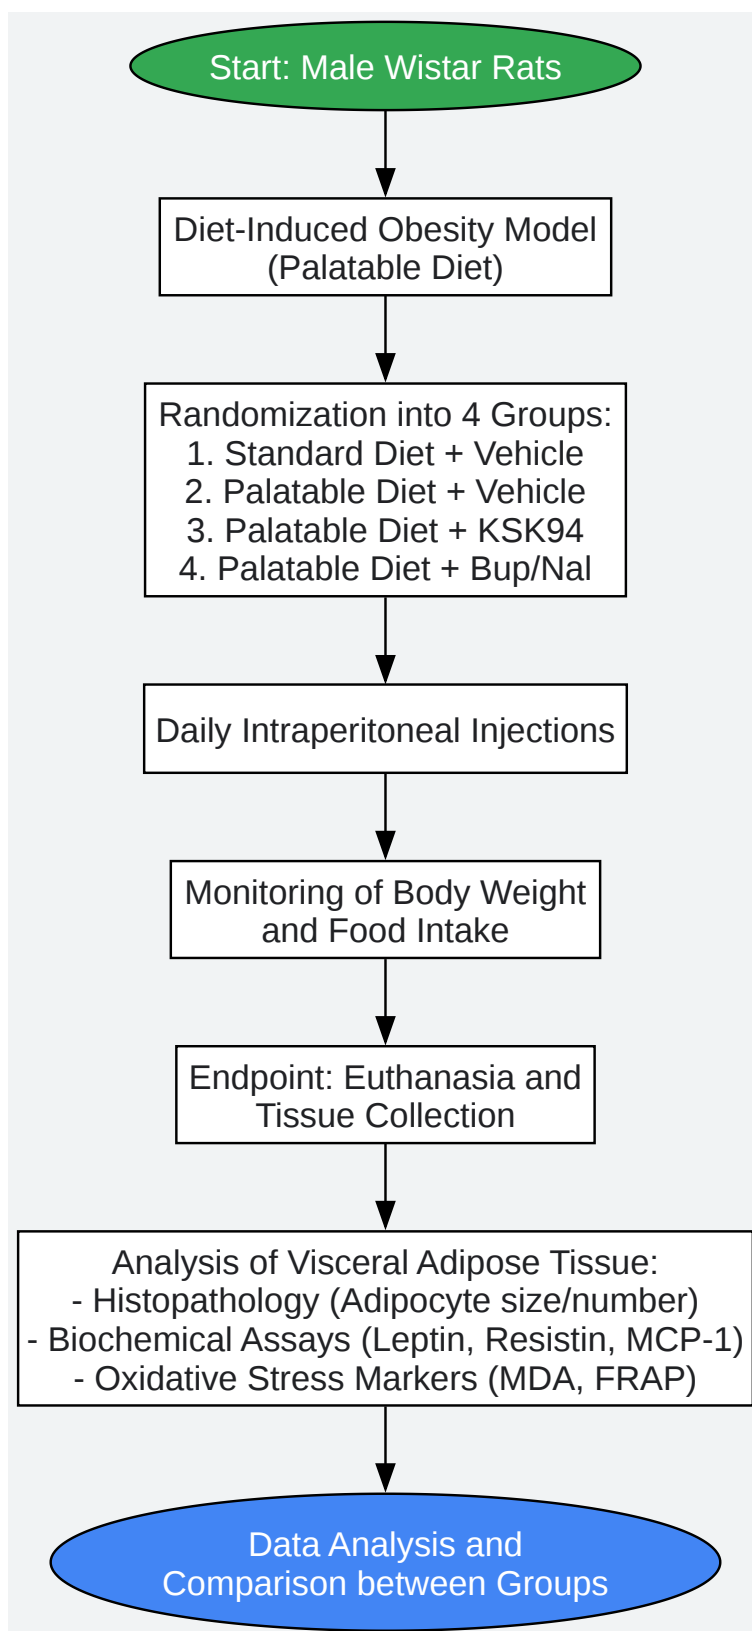 Start: Male Wistar Rats
Diet-Induced Obesity Model
(Palatable Diet)
Randomization into 4 Groups:
1. Standard Diet + Vehicle
2. Palatable Diet + Vehicle
3. Palatable Diet + KSK94
4. Palatable Diet + Bup/Nal
Daily Intraperitoneal Injections
Monitoring of Body Weight
and Food Intake
Endpoint: Euthanasia and
Tissue Collection
Analysis of Visceral Adipose Tissue:
- Histopathology (Adipocyte size/number)
- Biochemical Assays (Leptin, Resistin, MCP-1)
- Oxidative Stress Markers (MDA, FRAP)
Data Analysis and
Comparison between Groups